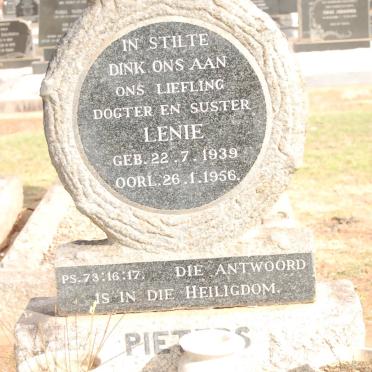 IN STILTE
DINK ONS AAN
ONS LIEFLING
DOGTER EN SUSTER
LENIE
GEB. 22.7.1939
OORL. 26.1.1956.
PS. 73:16:17. DIE ANTWOORD
IS IN DIE HEILIGDOM.